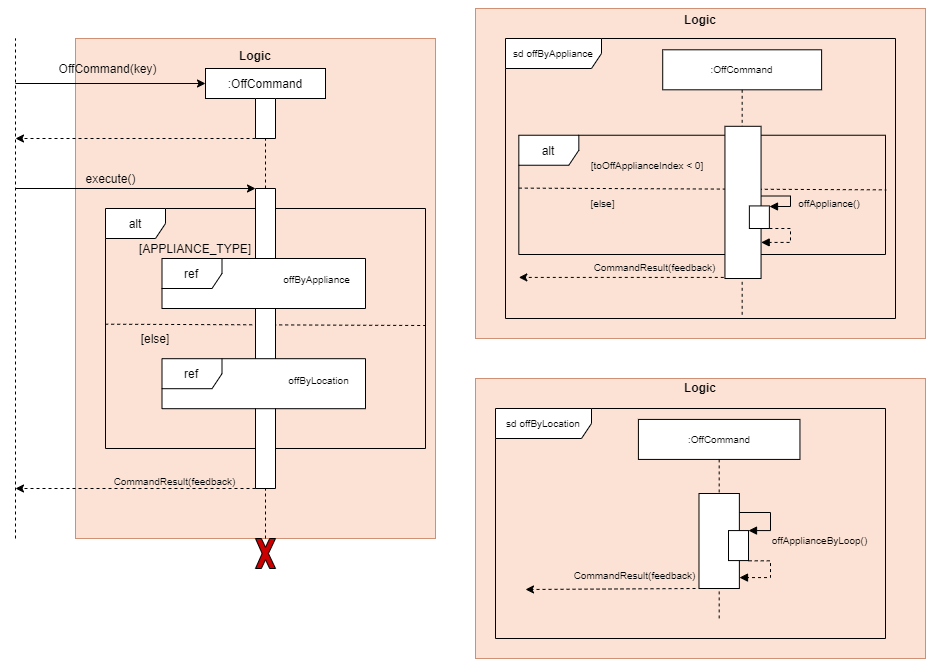 Logic
OffCommand(key)
:OffCommand
execute()
alt
[APPLIANCE_TYPE]
ref
offByAppliance
[else]
ref
offByLocation
CommandResult(feedback)
Logic
sd offByAppliance
:OffCommand
alt
[toOffApplianceIndex < 0]
[else]
offAppliance()
CommandResult(feedback)
Logic
sd offByLocation
:OffCommand
offApplianceByLoop()
CommandResult(feedback)